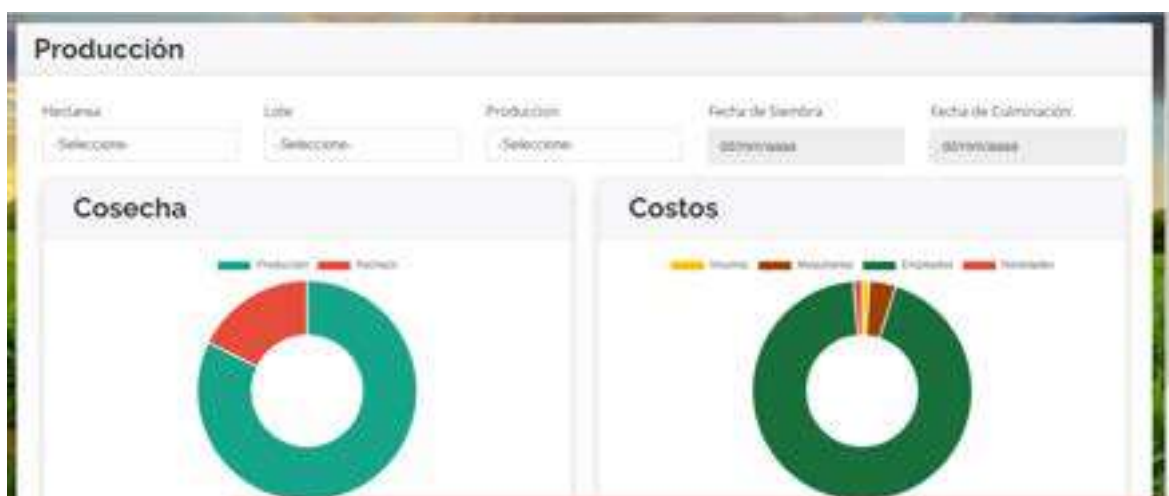 Producción
Hectarea Lote Produccion Fecha de Siembra Fecha de Culminación
-Seleccione- -Seleccione- -Seleccione- dd/mm/aaaa dd/mm/aaaa
Cosecha Costos
Produccion Rechazo Insumos Maquinarias Empleados